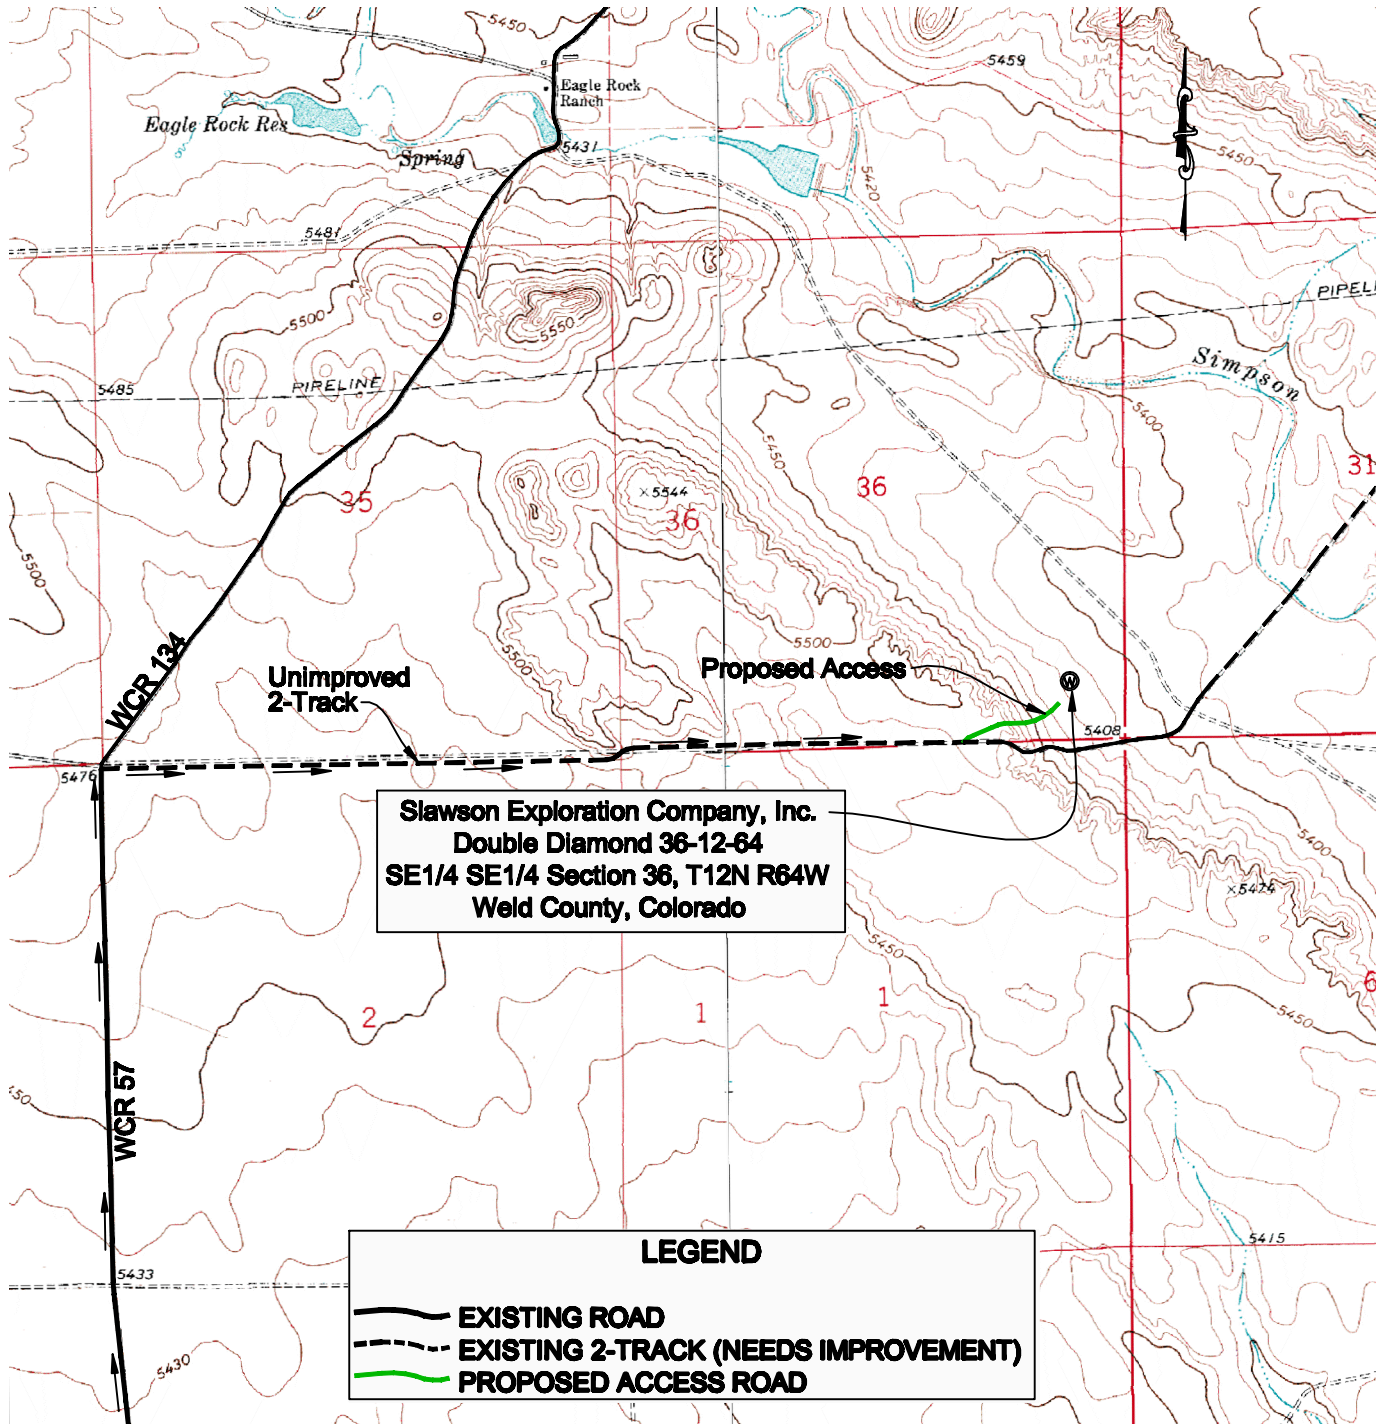 5450
5459
Eagle Rock
Ranch
Eagle Rock Res
Spring
5431
5450
5420
5481
PIPELI
5500
5550
Simpson
5485
PIPELINE
5400
5450
31
35
36
5544
36
5500
WCR 134
5500
5500
Unimproved
2-Track
Proposed Access
W
5408
5476
Slawson Exploration Company, Inc.
Double Diamond 36-12-64
SE1/4 SE1/4 Section 36, T12N R64W
Weld County, Colorado
5400
5474
5450
6
2
1
1
5450
450
WCR 57
5415
5433
5430
LEGEND
EXISTING ROAD
EXISTING 2-TRACK (NEEDS IMPROVEMENT)
PROPOSED ACCESS ROAD